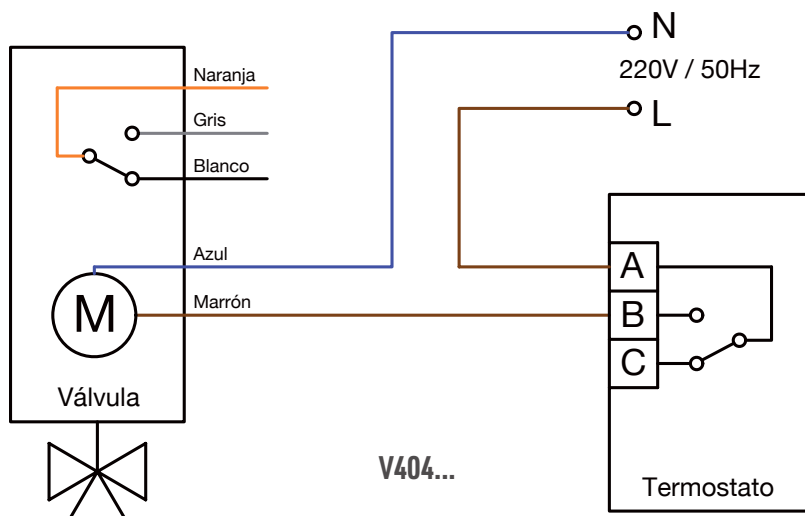 N
220V / 50Hz
L
Naranja
Gris
Blanco
Azul
Marrón
M
Válvula
A
B
C
V404...
Termostato